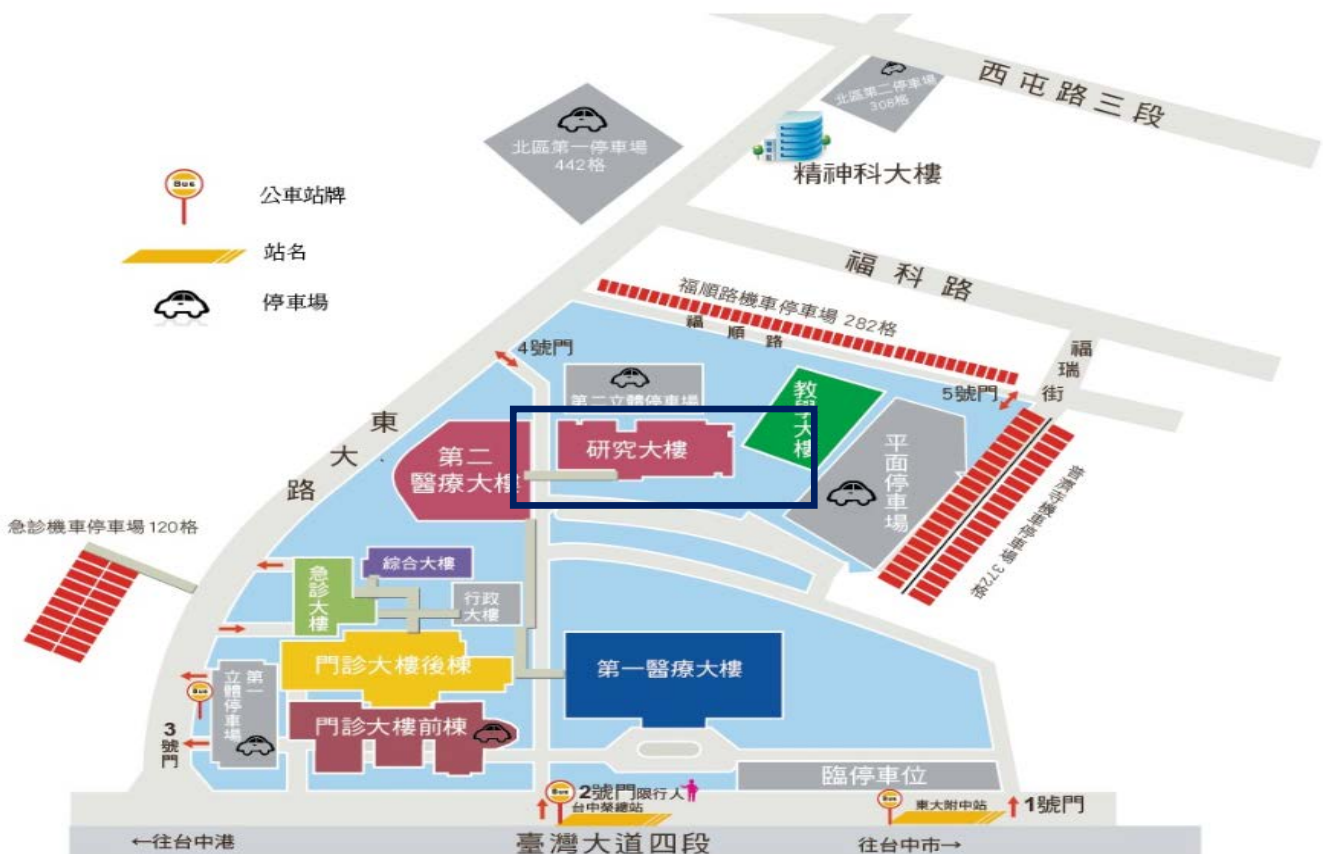 西屯路三段
北區第二停車場
308格
北區第一停車場
442格
精神科大樓
Bus
公車站牌
站名
停車場
福科路
福順路機車停車場 282格
福順路
福瑞街
4號門
5號門
第二立體停車場
教學大樓
東大路
第二
醫療大樓
研究大樓
平面停車場
普濟寺機車停車場 372格
急診機車停車場120格
急診大樓
綜合大樓
行政
大樓
門診大樓後棟
第一醫療大樓
第一
立體停車場
Bus
門診大樓前棟
3號門
臨停車位
Bus
2號門限行人
台中榮總站
Bus
東大附中站
1號門
←往台中港
臺灣大道四段
往台中市→